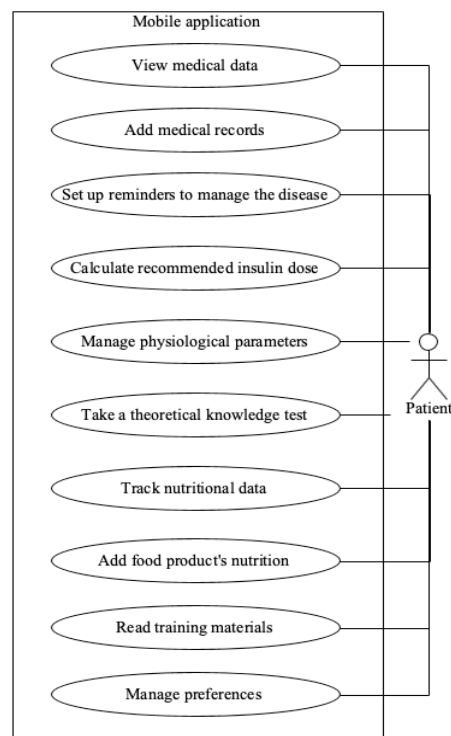 Mobile application
View medical data
Add medical records
Set up reminders to manage the disease
Calculate recommended insulin dose
Manage physiological parameters
Take a theoretical knowledge test
Patient
Track nutritional data
Add food product's nutrition
Read training materials
Manage preferences